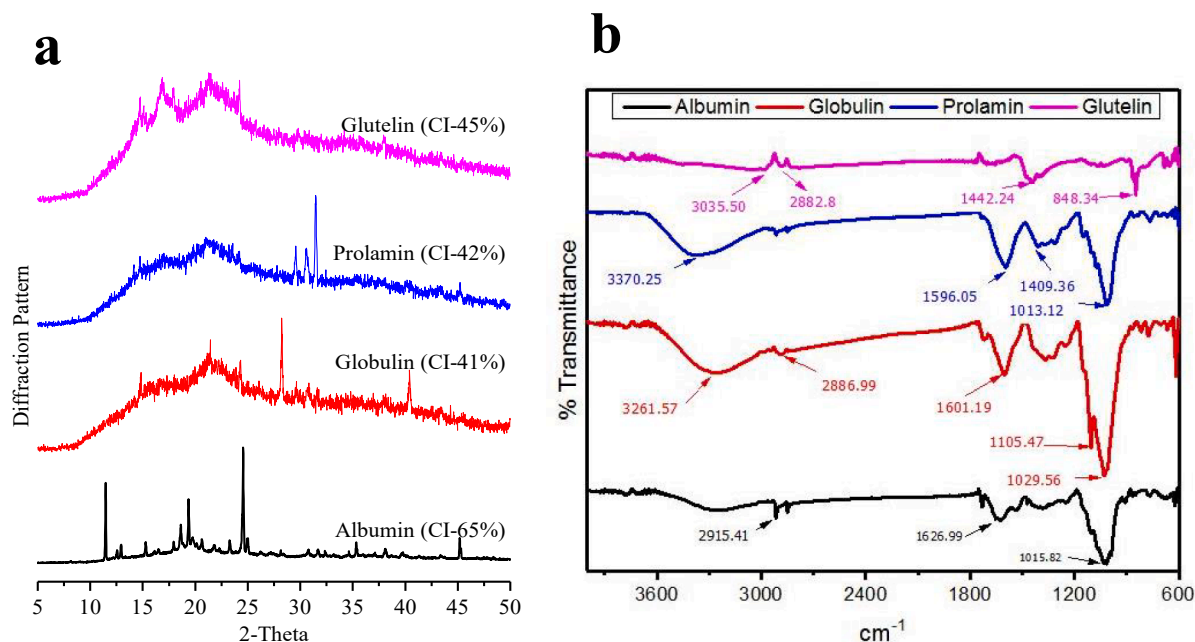 a
Glutelin (CI-45%)
Prolamin (CI-42%)
Globulin (CI-41%)
Albumin (CI-65%)
Diffraction Pattern
5 10 15 20 25 30 35 40 45 50
2-Theta
b
Albumin Globulin Prolamin Glutelin
3035.50
2882.8
1442.24
848.34
3370.25
1596.05
1409.36
1013.12
3261.57
2886.99
1601.19
1105.47
1029.56
2915.41
1626.99
1015.82
% Transmittance
3600 3000 2400 1800 1200 600
cm⁻¹